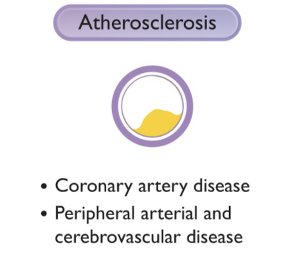 Atherosclerosis
• Coronary artery disease
• Peripheral arterial and
cerebrovascular disease